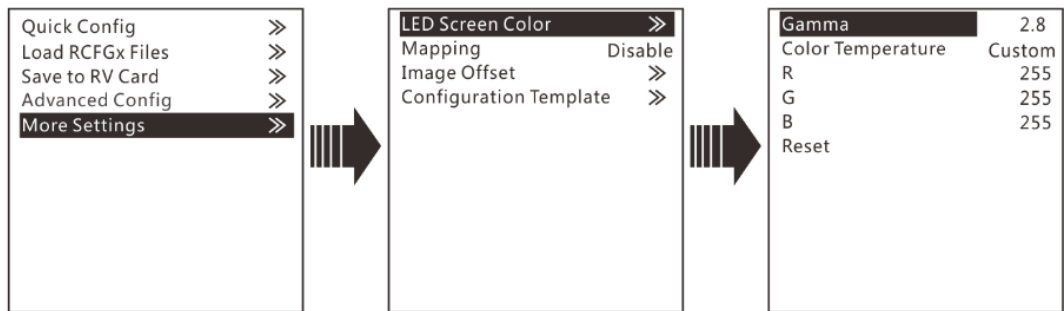 Quick Config »
Load RCFGx Files »
Save to RV Card »
Advanced Config »
More Settings »
LED Screen Color »
Mapping Disable
Image Offset »
Configuration Template »
Gamma 2.8
Color Temperature Custom
R 255
G 255
B 255
Reset